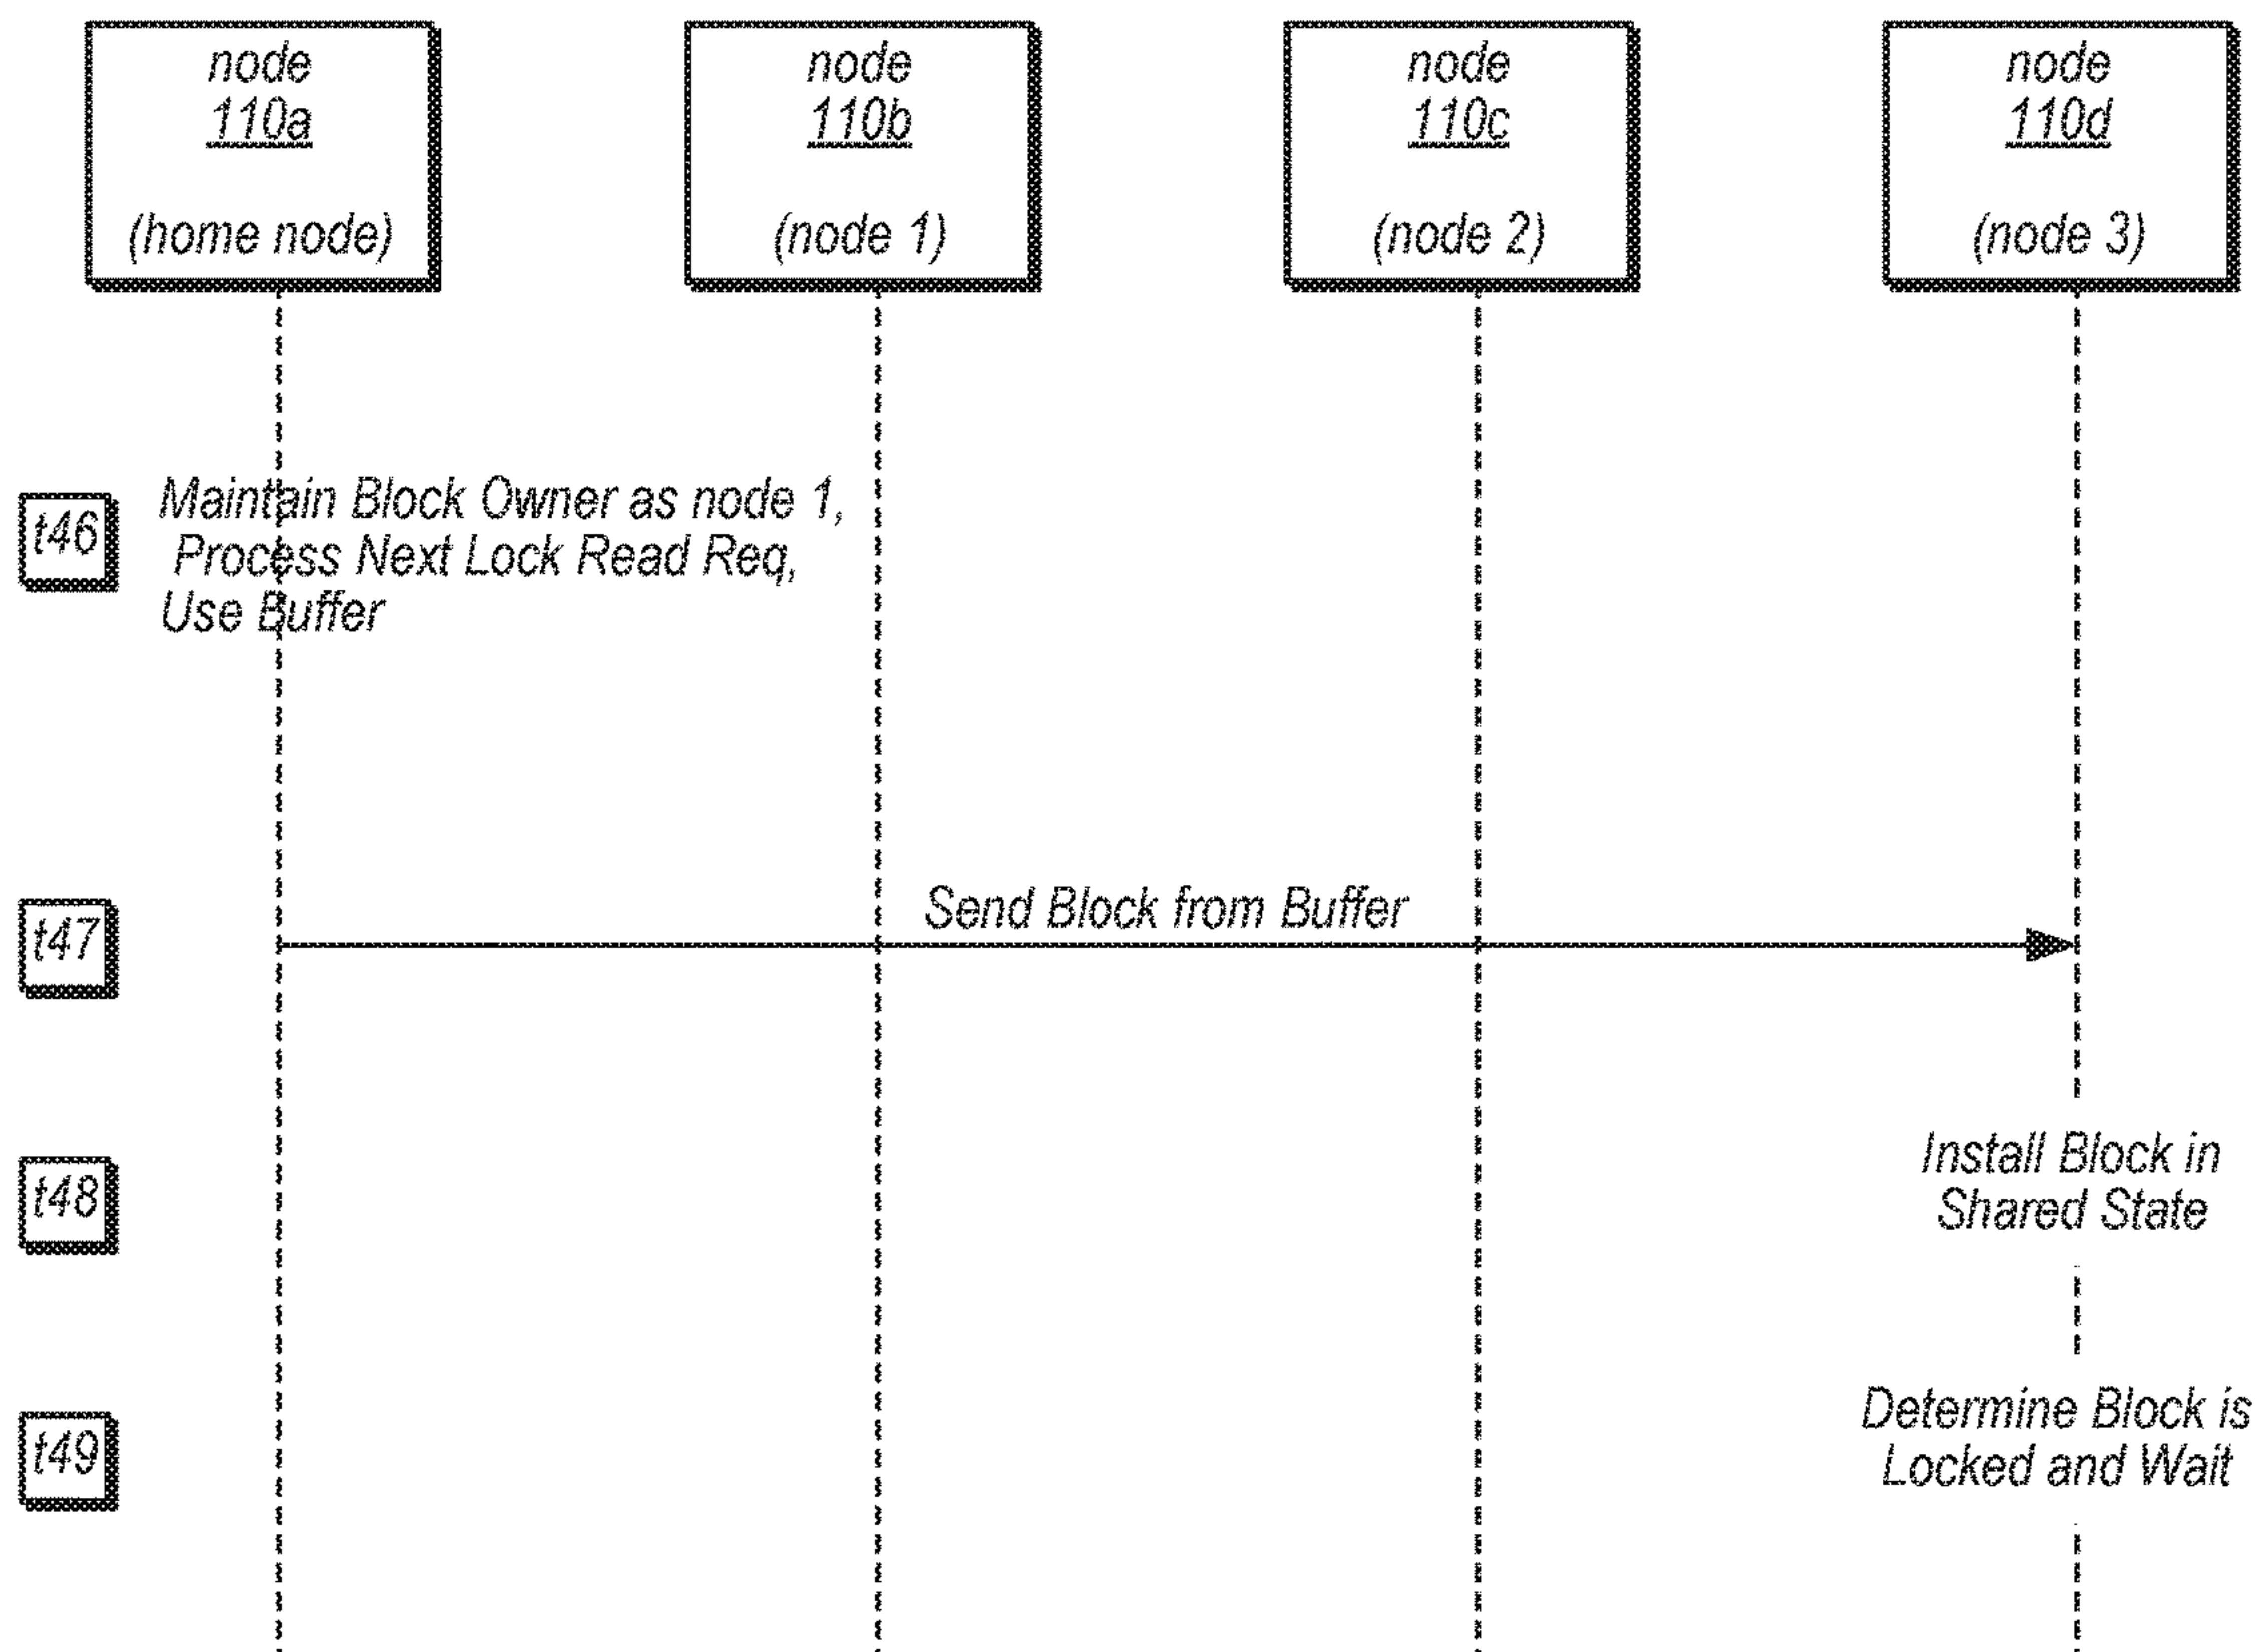 node
110a
(home node)
node
110b
(node 1)
node
110c
(node 2)
node
110d
(node 3)
t46
Maintain Block Owner as node 1,
Process Next Lock Read Req,
Use Buffer
t47
Send Block from Buffer
t48
Install Block in
Shared State
t49
Determine Block is
Locked and Wait